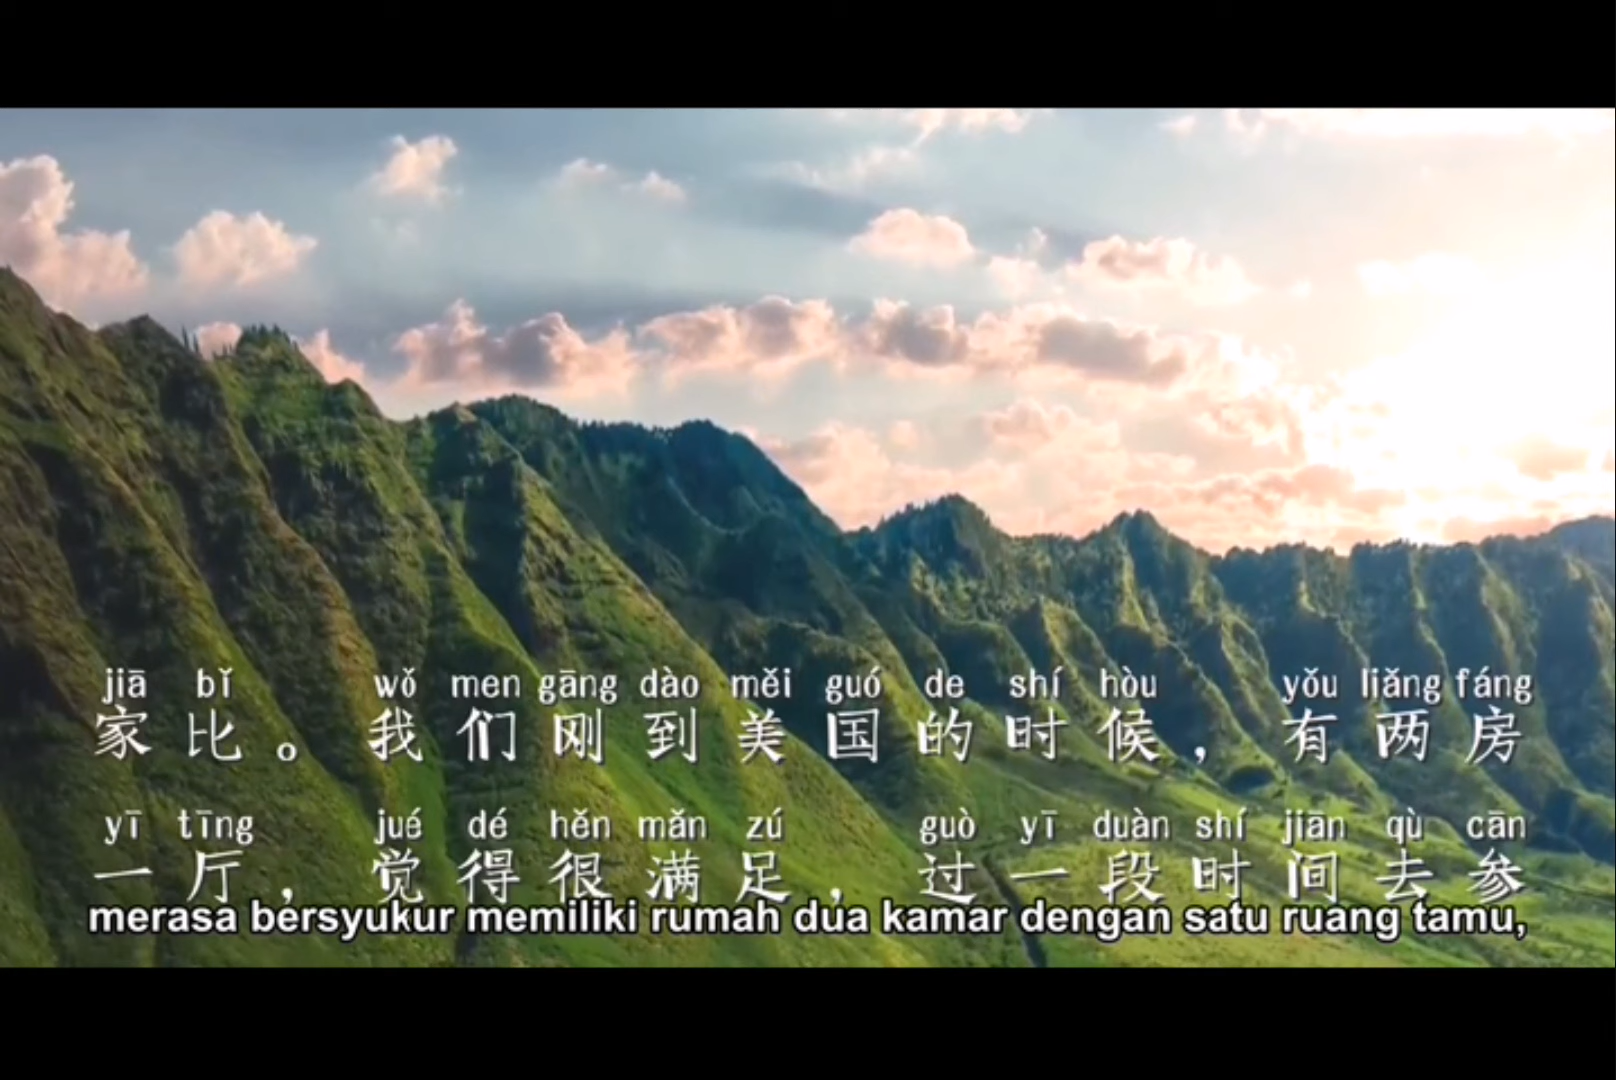 jiā bǐ wǒ men gāng dào měi guó de shí hòu yǒu liǎng fáng
家比。我们刚到美国的时候，有两房
yī tīng jué dé hěn mǎn zú guò yī duàn shí jiān qù cān
一厅，觉得很满足，过一段时间去参
merasa bersyukur memiliki rumah dua kamar dengan satu ruang tamu,